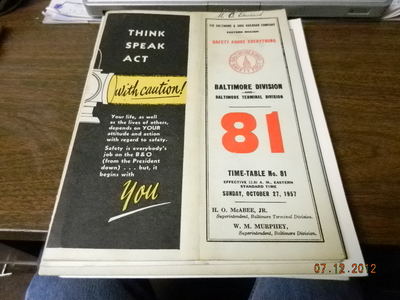 THINK
SPEAK
ACT
with caution!
Your life, as well
as the lives of others,
depends on YOUR
attitude and action
with regard to safety.
Safety is everybody's
job on the B & O
(from the President
down) . . . but, it
begins with
You
THE BALTIMORE & OHIO RAILROAD COMPANY
EASTERN REGION
SAFETY ABOVE EVERYTHING
BALTIMORE DIVISION
AND
BALTIMORE TERMINAL DIVISION
81
TIME-TABLE No. 81
EFFECTIVE 12:01 A. M., EASTERN
STANDARD TIME
SUNDAY, OCTOBER 27, 1957
H. O. McABEE, JR.
Superintendent, Baltimore Terminal Division.
W. M. MURPHEY,
Superintendent, Baltimore Division.
07.12.2012